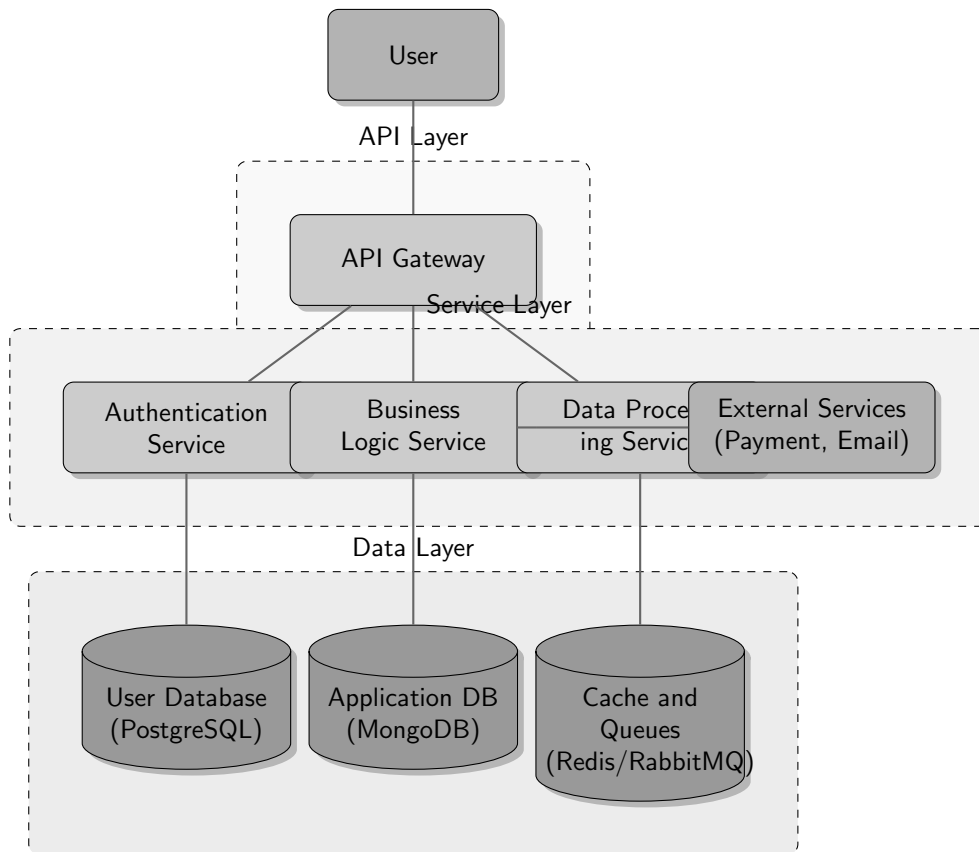 User
API Layer
API Gateway
Service Layer
Authentication
Service
Business
Logic Service
Data Proce
ing Servic
External Services
(Payment, Email)
Data Layer
User Database
(PostgreSQL)
Application DB
(MongoDB)
Cache and
Queues
(Redis/RabbitMQ)